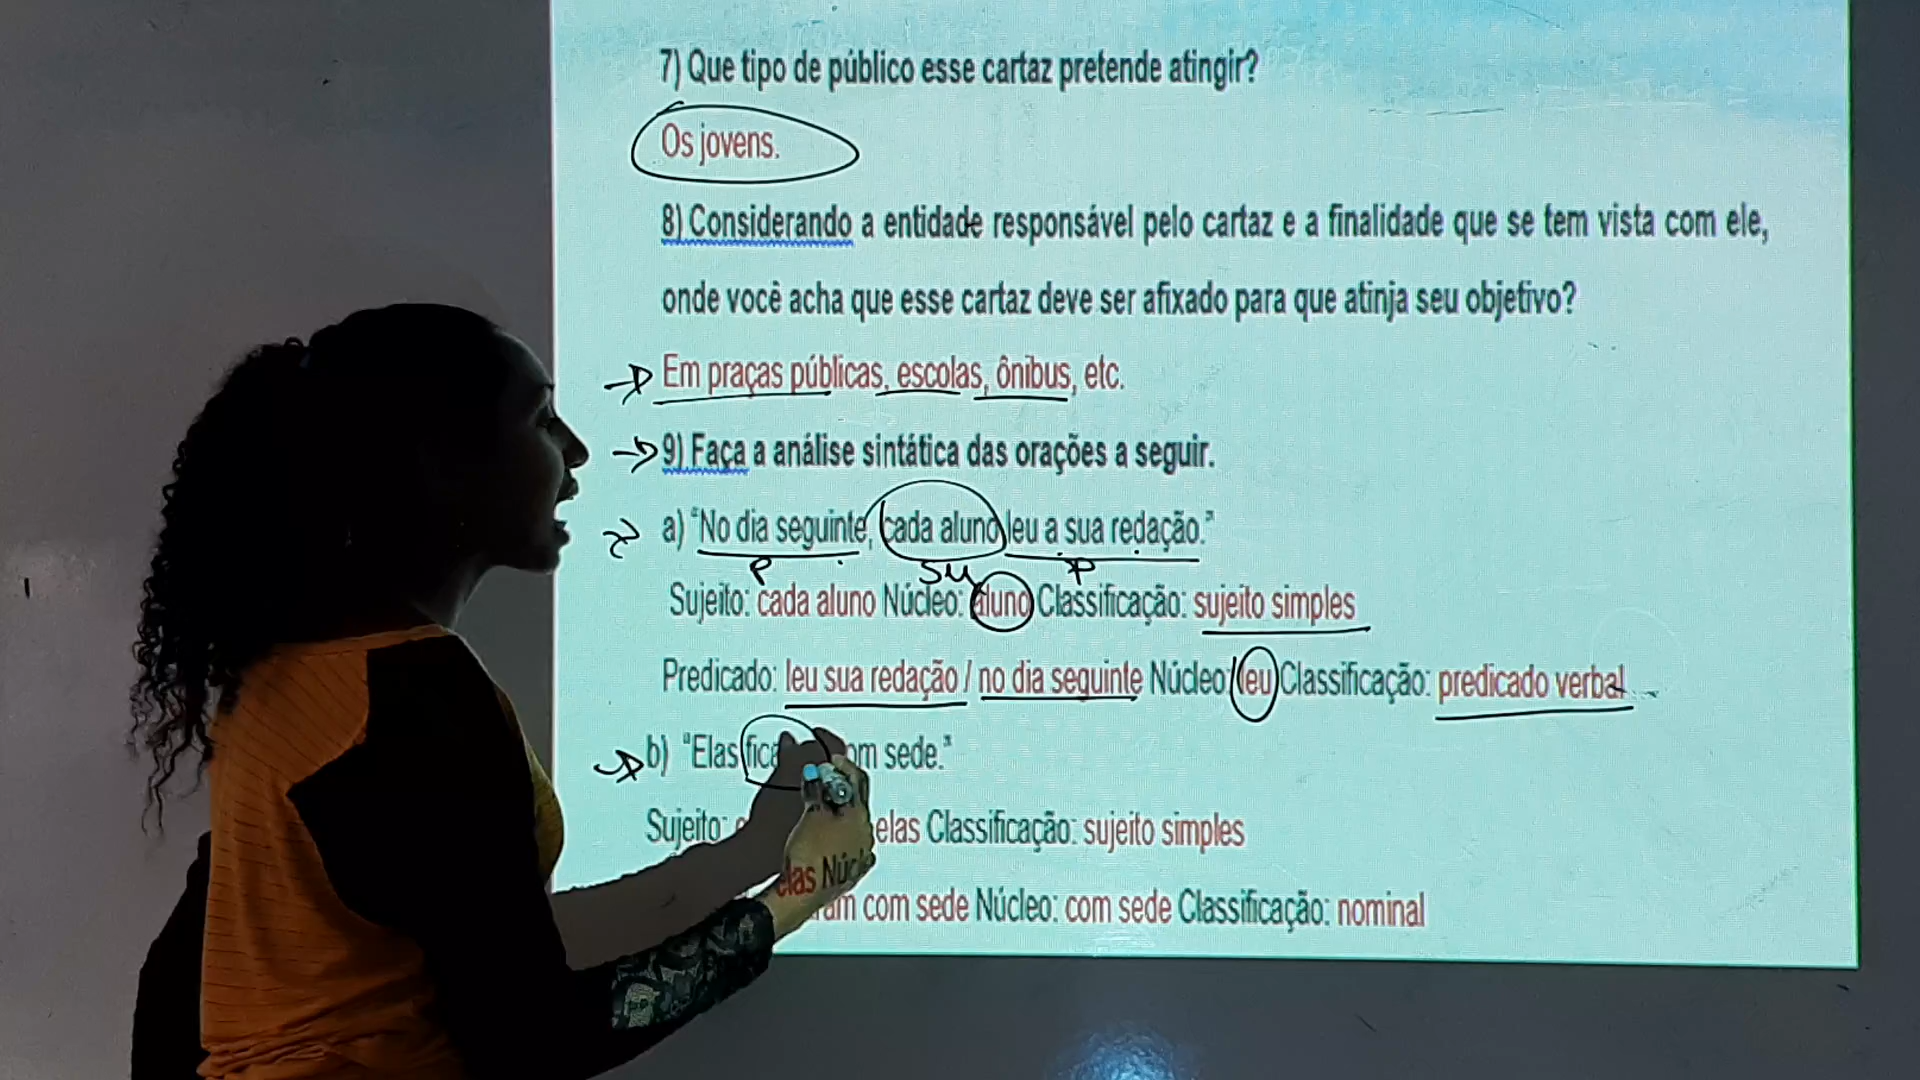 7) Que tipo de público esse cartaz pretende atingir?
Os jovens.
8) Considerando a entidade responsável pelo cartaz e a finalidade que se tem vista com ele,
onde você acha que esse cartaz deve ser afixado para que atinja seu objetivo?
Em praças públicas, escolas, ônibus, etc.
9) Faça a análise sintática das orações a seguir.
a) “No dia seguinte, cada aluno leu a sua redação.”
P Su P
Sujeito: cada aluno Núcleo: aluno Classificação: sujeito simples
Predicado: leu sua redação / no dia seguinte Núcleo: leu Classificação: predicado verbal
b) “Elas com sede.”
Sujeito: elas Núcleo elas Classificação: sujeito simples
com sede Núcleo: com sede Classificação: nominal